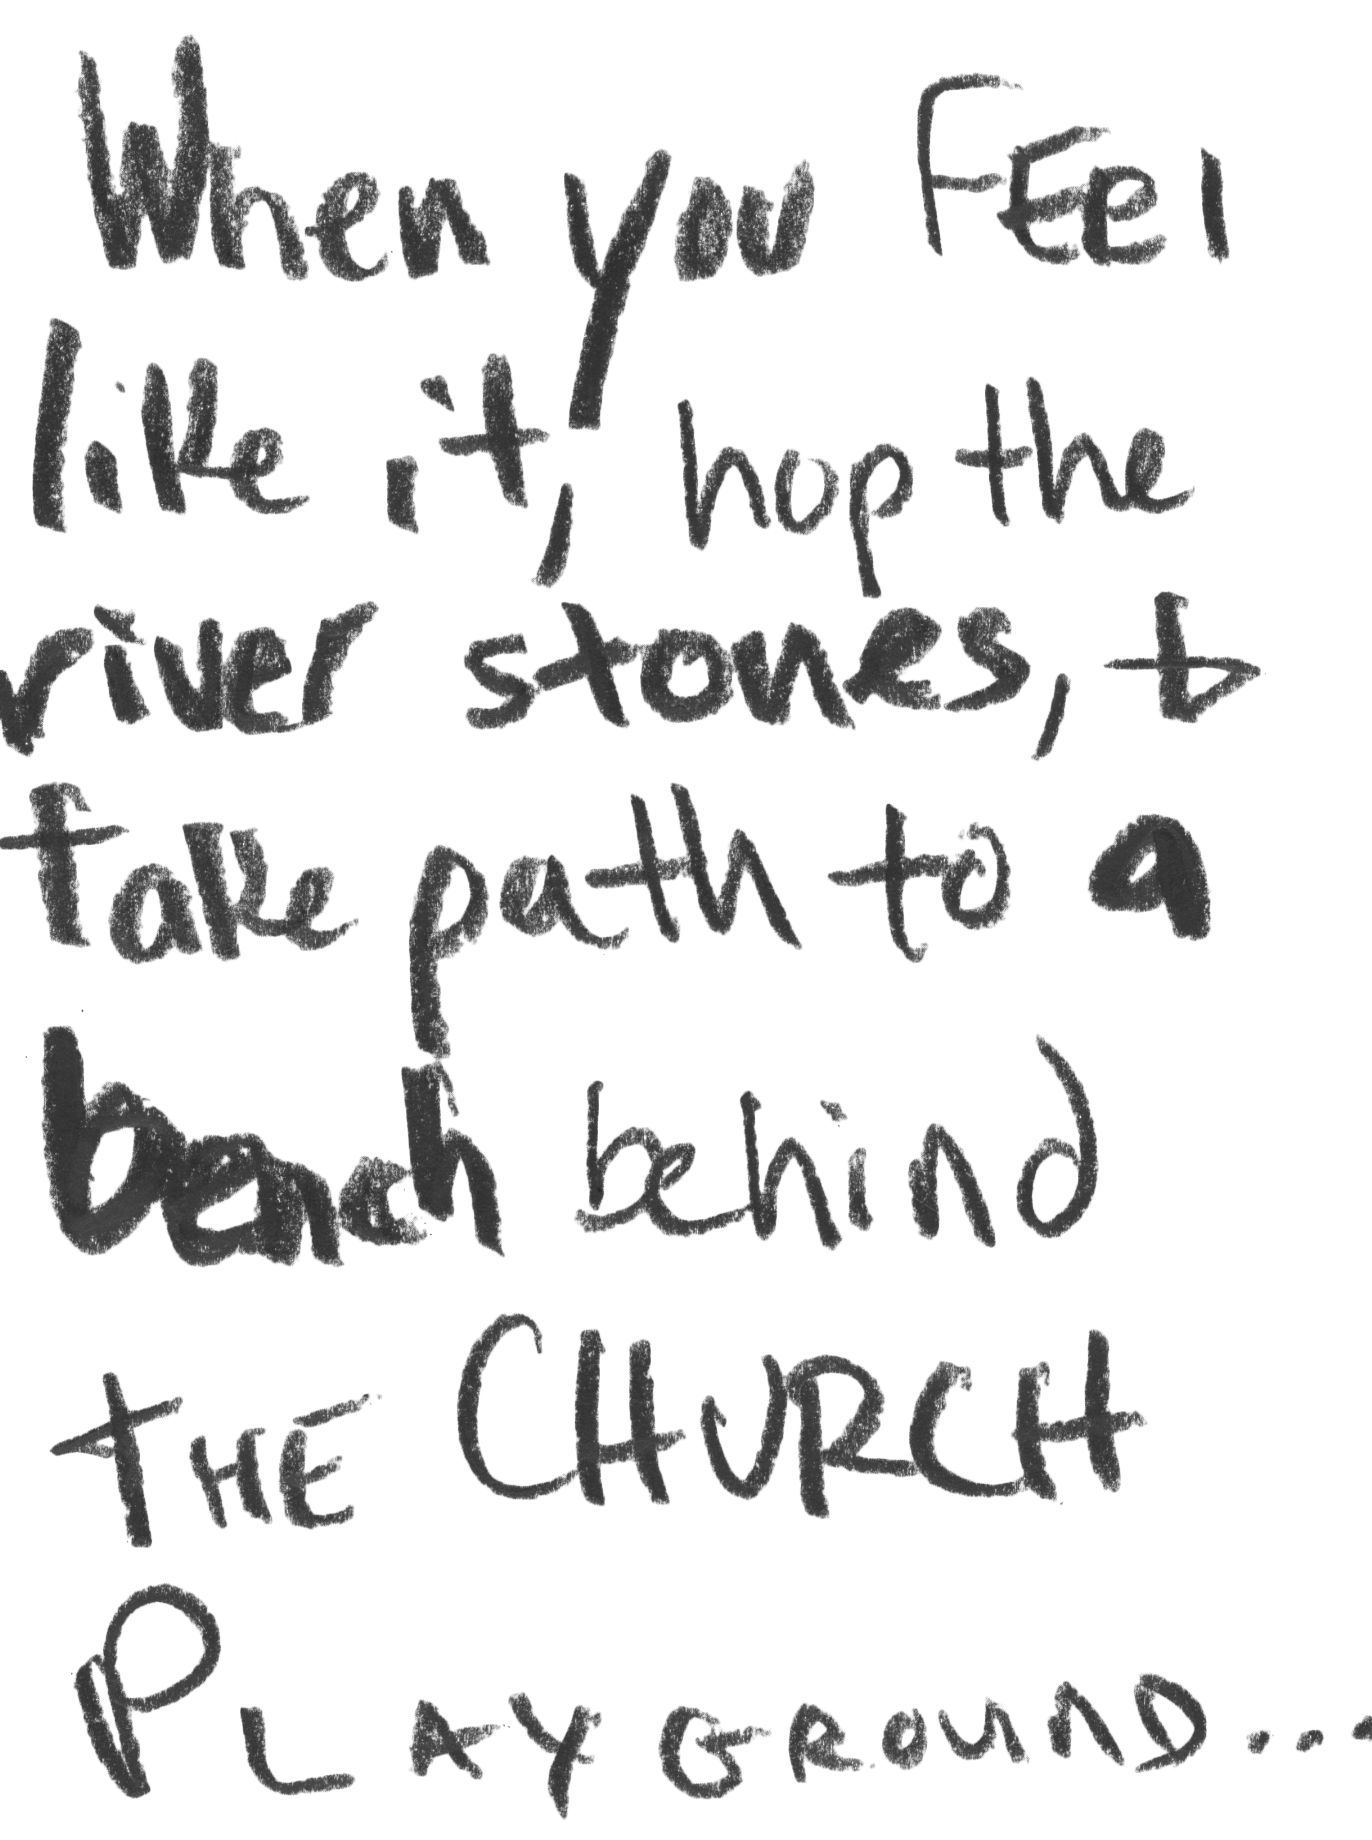 When you FEel
like it, hop the
river stones, &
take path to a
bench behind
THE CHURCH
PLAYGROUND...